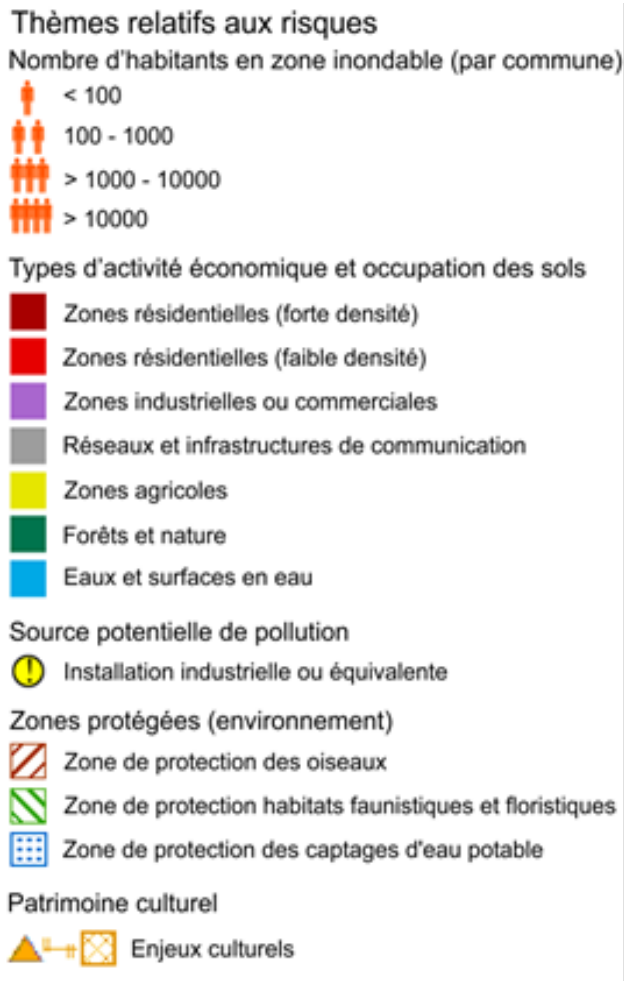 Thèmes relatifs aux risques
Nombre d'habitants en zone inondable (par commune)
< 100
100 - 1000
> 1000 - 10000
> 10000
Types d'activité économique et occupation des sols
Zones résidentielles (forte densité)
Zones résidentielles (faible densité)
Zones industrielles ou commerciales
Réseaux et infrastructures de communication
Zones agricoles
Forêts et nature
Eaux et surfaces en eau
Source potentielle de pollution
Installation industrielle ou équivalente
Zones protégées (environnement)
Zone de protection des oiseaux
Zone de protection habitats faunistiques et floristiques
Zone de protection des captages d'eau potable
Patrimoine culturel
Enjeux culturels